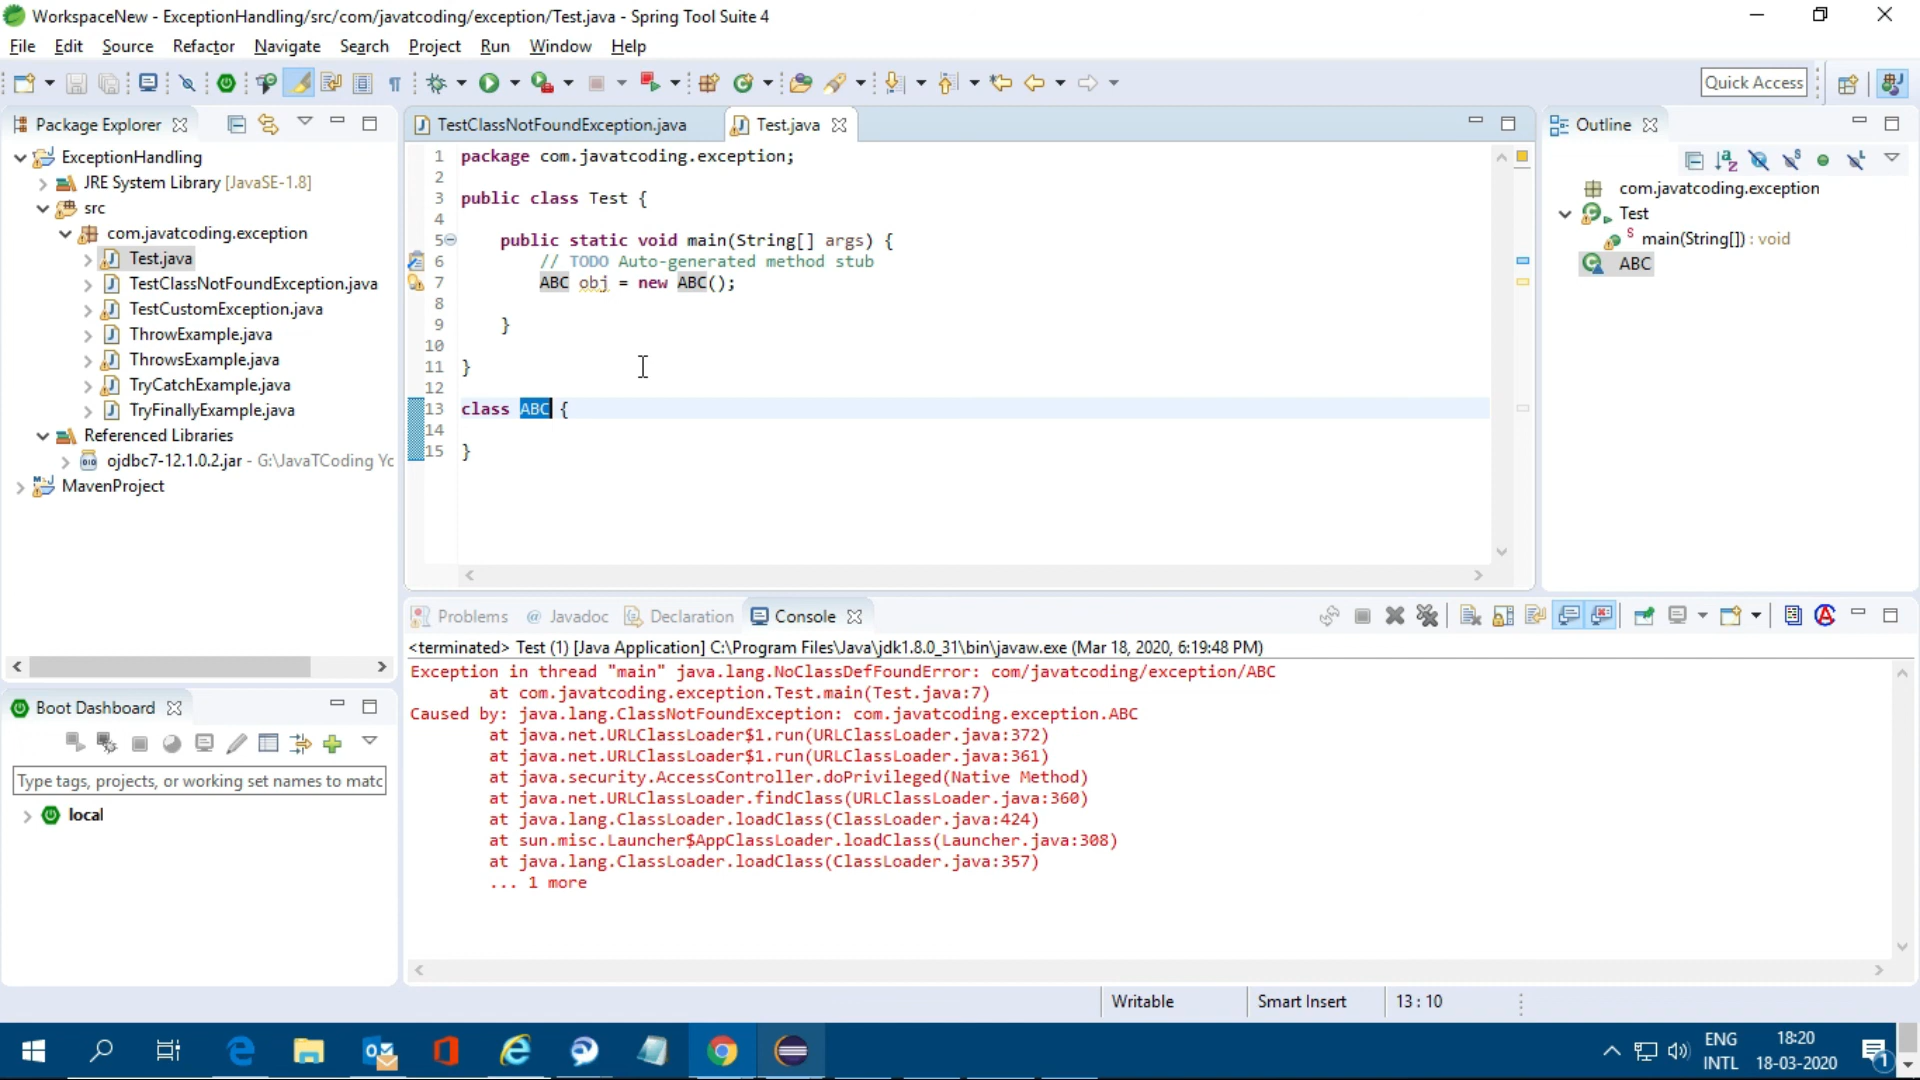 WorkspaceNew - ExceptionHandling/src/com/javatcoding/exception/Test.java - Spring Tool Suite 4
File Edit Source Refactor Navigate Search Project Run Window Help
Quick Access
Package Explorer
ExceptionHandling
JRE System Library [JavaSE-1.8]
src
com.javatcoding.exception
Test.java
TestClassNotFoundException.java
TestCustomException.java
ThrowExample.java
ThrowsExample.java
TryCatchExample.java
TryFinallyExample.java
Referenced Libraries
ojdbc7-12.1.0.2.jar - G:\JavaTCoding Yc
MavenProject
TestClassNotFoundException.java Test.java
1 package com.javatcoding.exception;
2
3 public class Test {
4
5 public static void main(String[] args) {
6 // TODO Auto-generated method stub
7 ABC obj = new ABC();
8
9 }
10
11 }
12
13 class ABC {
14
15 }
Outline
com.javatcoding.exception
Test
main(String[]) : void
ABC
Boot Dashboard
Type tags, projects, or working set names to matc
local
Problems @ Javadoc Declaration Console
<terminated> Test (1) [Java Application] C:\Program Files\Java\jdk1.8.0_31\bin\javaw.exe (Mar 18, 2020, 6:19:48 PM)
Exception in thread "main" java.lang.NoClassDefFoundError: com/javatcoding/exception/ABC
at com.javatcoding.exception.Test.main(Test.java:7)
Caused by: java.lang.ClassNotFoundException: com.javatcoding.exception.ABC
at java.net.URLClassLoader$1.run(URLClassLoader.java:372)
at java.net.URLClassLoader$1.run(URLClassLoader.java:361)
at java.security.AccessController.doPrivileged(Native Method)
at java.net.URLClassLoader.findClass(URLClassLoader.java:360)
at java.lang.ClassLoader.loadClass(ClassLoader.java:424)
at sun.misc.Launcher$AppClassLoader.loadClass(Launcher.java:308)
at java.lang.ClassLoader.loadClass(ClassLoader.java:357)
... 1 more
Writable Smart Insert 13 : 10
ENG 18:20
INTL 18-03-2020
1